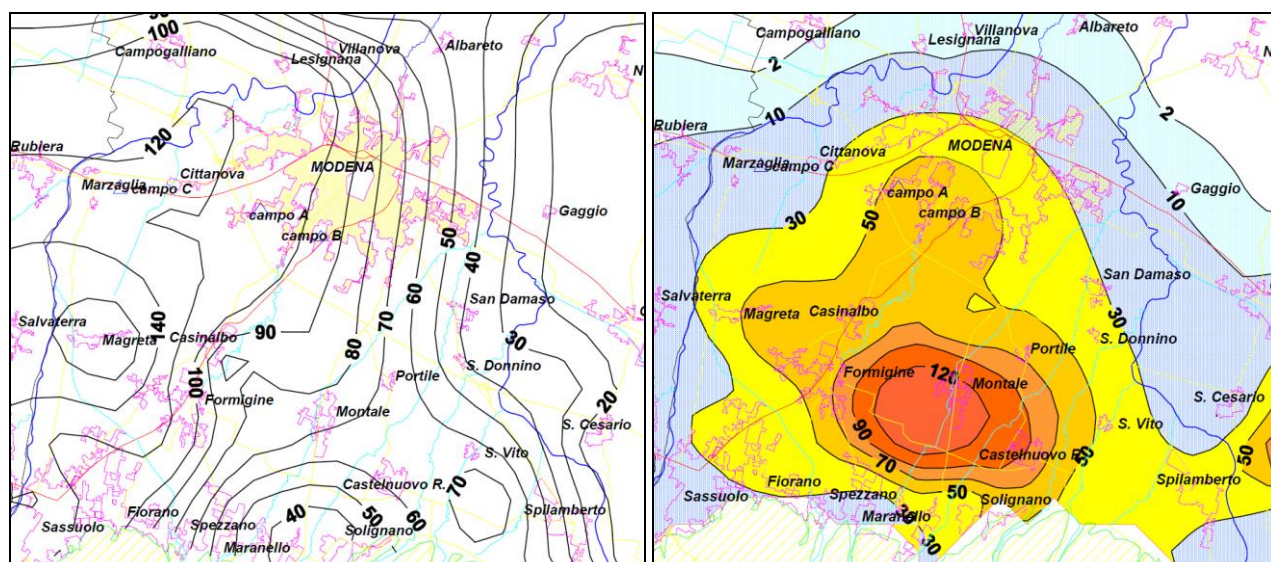 100
Campogalliano
Villanova
Albareto
Lesignana
N
120
Rubiera
Cittanova
MODENA
Marzaglia
campo C
campo A
Gaggio
campo B
50
40
60
San Damaso
Salvaterra
140
90
70
Magreta
Casinalbo
80
30
S. Donnino
100
Portile
20
Formigine
Montale
S. Cesario
S. Vito
Castelnuovo R.
70
40
50
60
Fiorano
Sassuolo
Spezzano
Solignano
Spilamberto
Maranello
Campogalliano
Villanova
Albareto
Lesignana
2
N
10
2
Rubiera
Cittanova
MODENA
Marzaglia
campo C
campo A
Gaggio
campo B
10
30
50
San Damaso
Salvaterra
Magreta
Casinalbo
30
S. Donnino
Portile
Formigine
120
Montale
S. Cesario
90
S. Vito
Castelnuovo R.
50
50
70
Fiorano
Spilamberto
Sassuolo
Spezzano
50
Solignano
Maranello
30
30